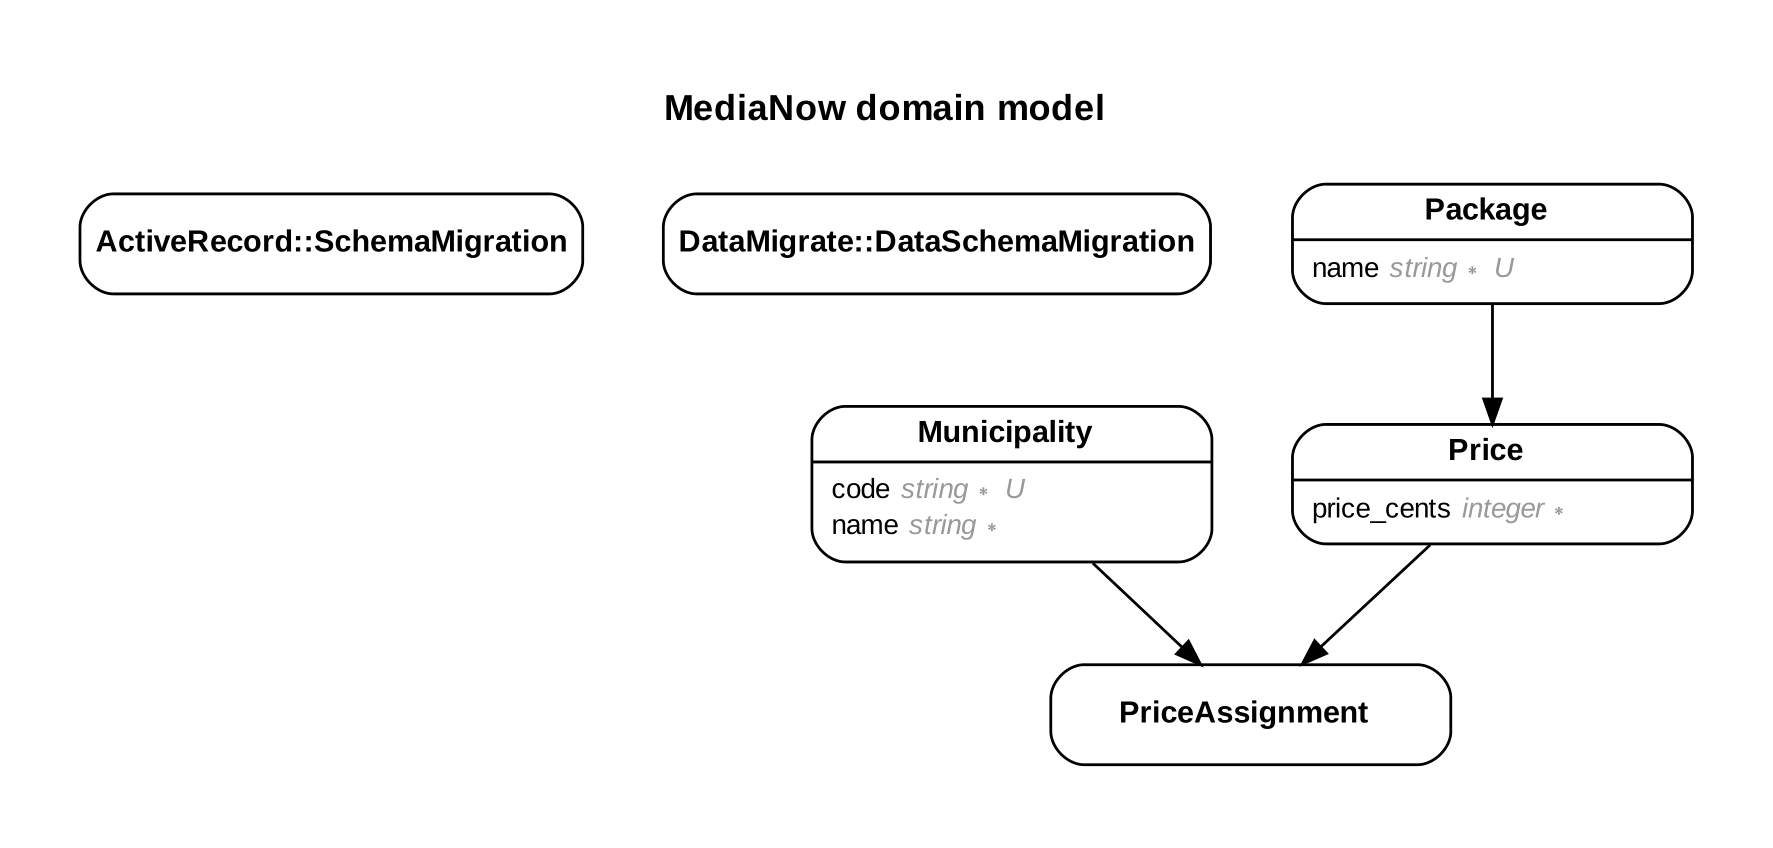 MediaNow domain model
ActiveRecord::SchemaMigration
DataMigrate::DataSchemaMigration
Package
name string * U
Municipality
code string * U
name string *
Price
price_cents integer *
PriceAssignment